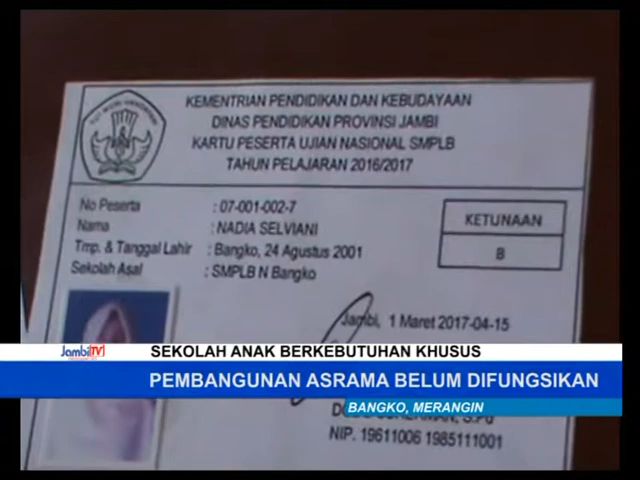 KEMENTRIAN PENDIDIKAN DAN KEBUDAYAAN
DINAS PENDIDIKAN PROVINSI JAMBI
KARTU PESERTA UJIAN NASIONAL SMPLB
TAHUN PELAJARAN 2016/2017
No Peserta : 07-001-002-7
Nama : NADIA SELVIANI
Tmp. & Tanggal Lahir : Bangko, 24 Agustus 2001
Sekolah Asal : SMPLB N Bangko
KETUNAAN
B
Jambi, 1 Maret 2017-04-15
JambiTV
SEKOLAH ANAK BERKEBUTUHAN KHUSUS
PEMBANGUNAN ASRAMA BELUM DIFUNGSIKAN
BANGKO, MERANGIN
NIP. 19611006 1985111001